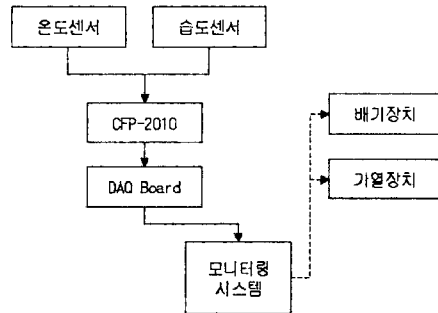 온도센서
습도센서
CFP-2010
DAQ Board
배기장치
가열장치
모니터링
시스템